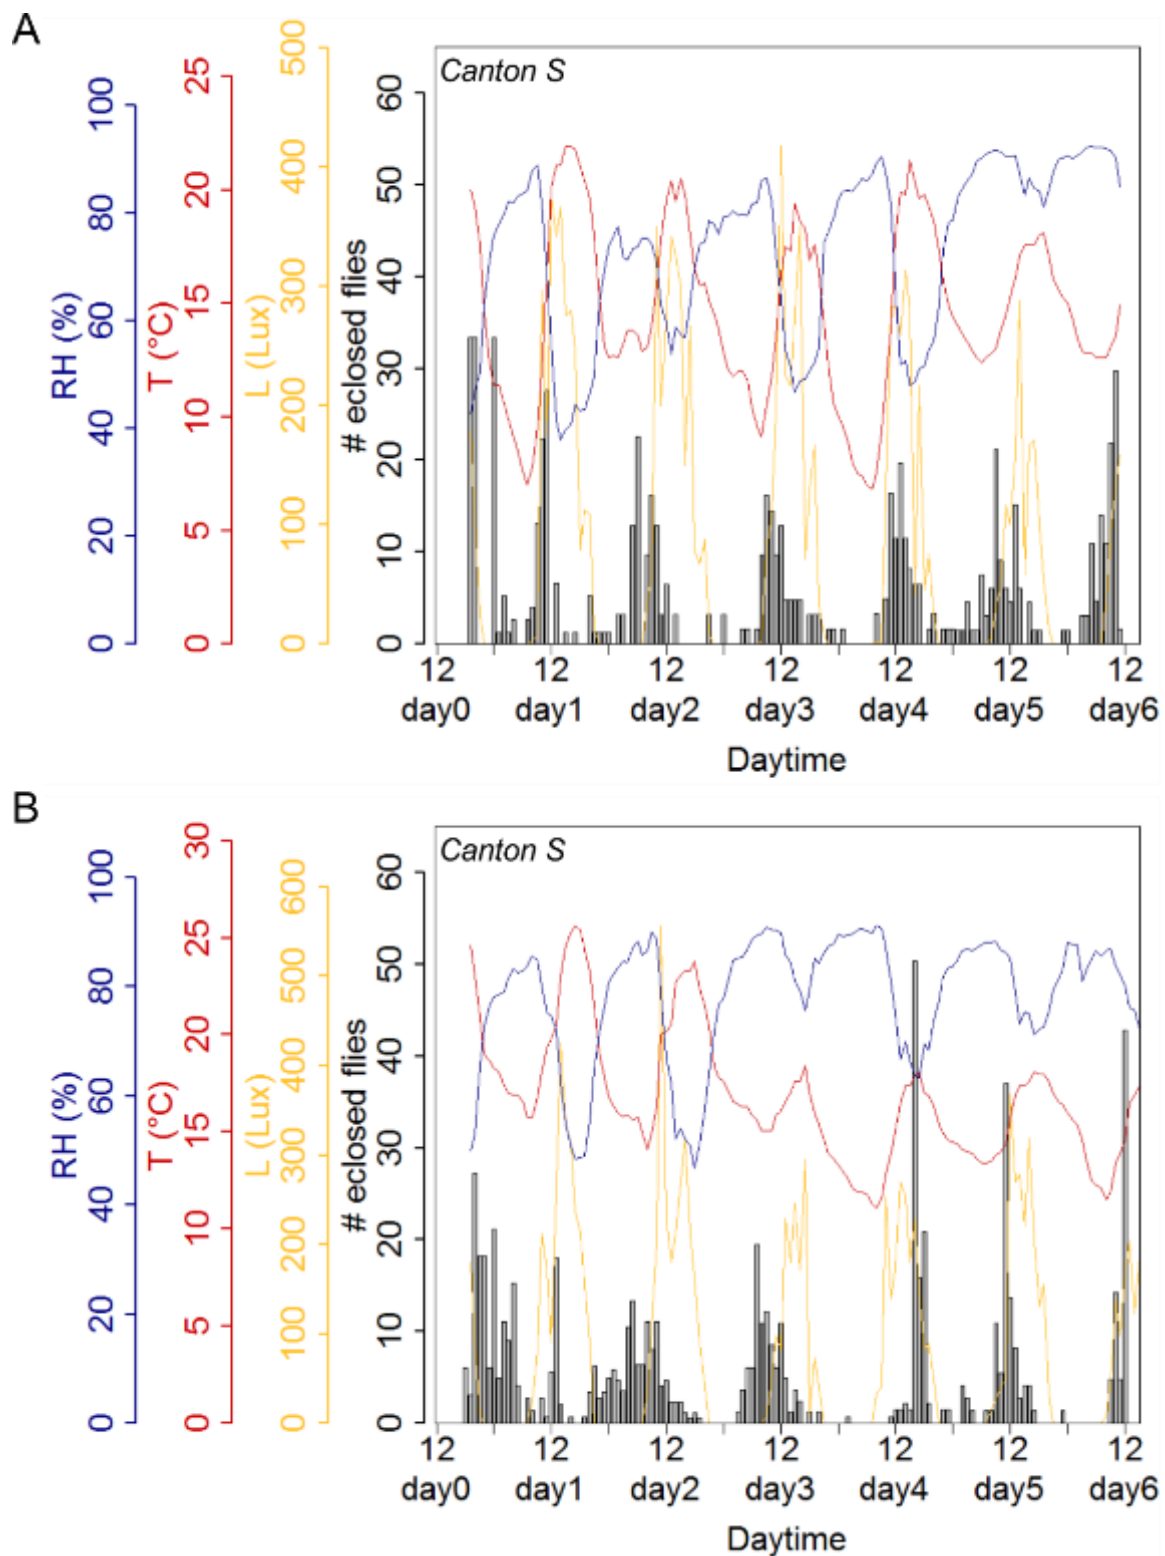 A
Canton S
RH (%)
0 20 40 60 80 100
T (°C)
0 5 10 15 20 25
L (Lux)
0 100 200 300 400 500
# eclosed flies
0 10 20 30 40 50 60
12 12 12 12 12 12 12
day0 day1 day2 day3 day4 day5 day6
Daytime
B
Canton S
RH (%)
0 20 40 60 80 100
T (°C)
0 5 10 15 20 25 30
L (Lux)
0 100 200 300 400 500 600
# eclosed flies
0 10 20 30 40 50 60
12 12 12 12 12 12 12
day0 day1 day2 day3 day4 day5 day6
Daytime